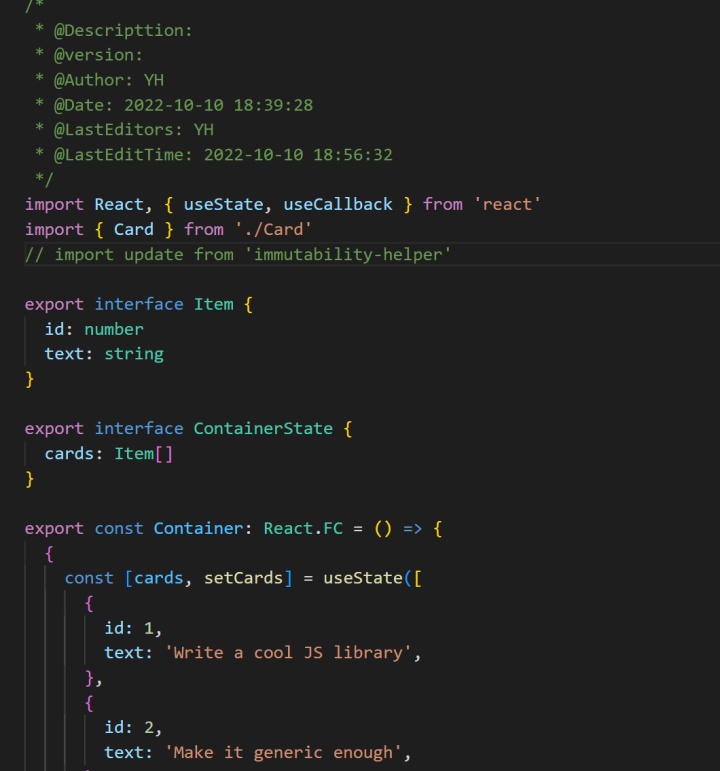 /*
 * @Descripttion:
 * @version:
 * @Author: YH
 * @Date: 2022-10-10 18:39:28
 * @LastEditors: YH
 * @LastEditTime: 2022-10-10 18:56:32
 */
import React, { useState, useCallback } from 'react'
import { Card } from './Card'
// import update from 'immutability-helper'

export interface Item {
  id: number
  text: string
}

export interface ContainerState {
  cards: Item[]
}

export const Container: React.FC = () => {
  {
    const [cards, setCards] = useState([
      {
        id: 1,
        text: 'Write a cool JS library',
      },
      {
        id: 2,
        text: 'Make it generic enough',